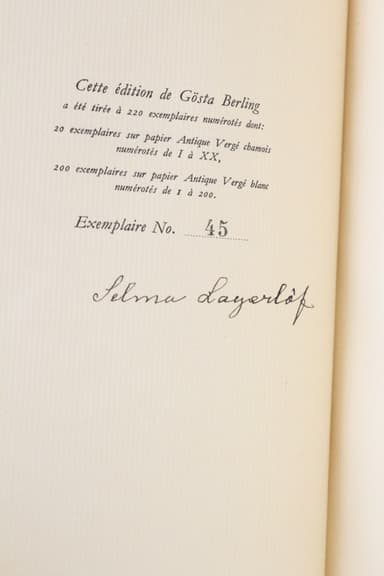 Cette édition de Gösta Berling
a été tirée à 220 exemplaires numérotés dont:
20 exemplaires sur papier Antique Vergé chamois
numérotés de I à XX,
200 exemplaires sur papier Antique Vergé blanc
numérotés de 1 à 200.
Exemplaire No. 45
Selma Lagerlöf